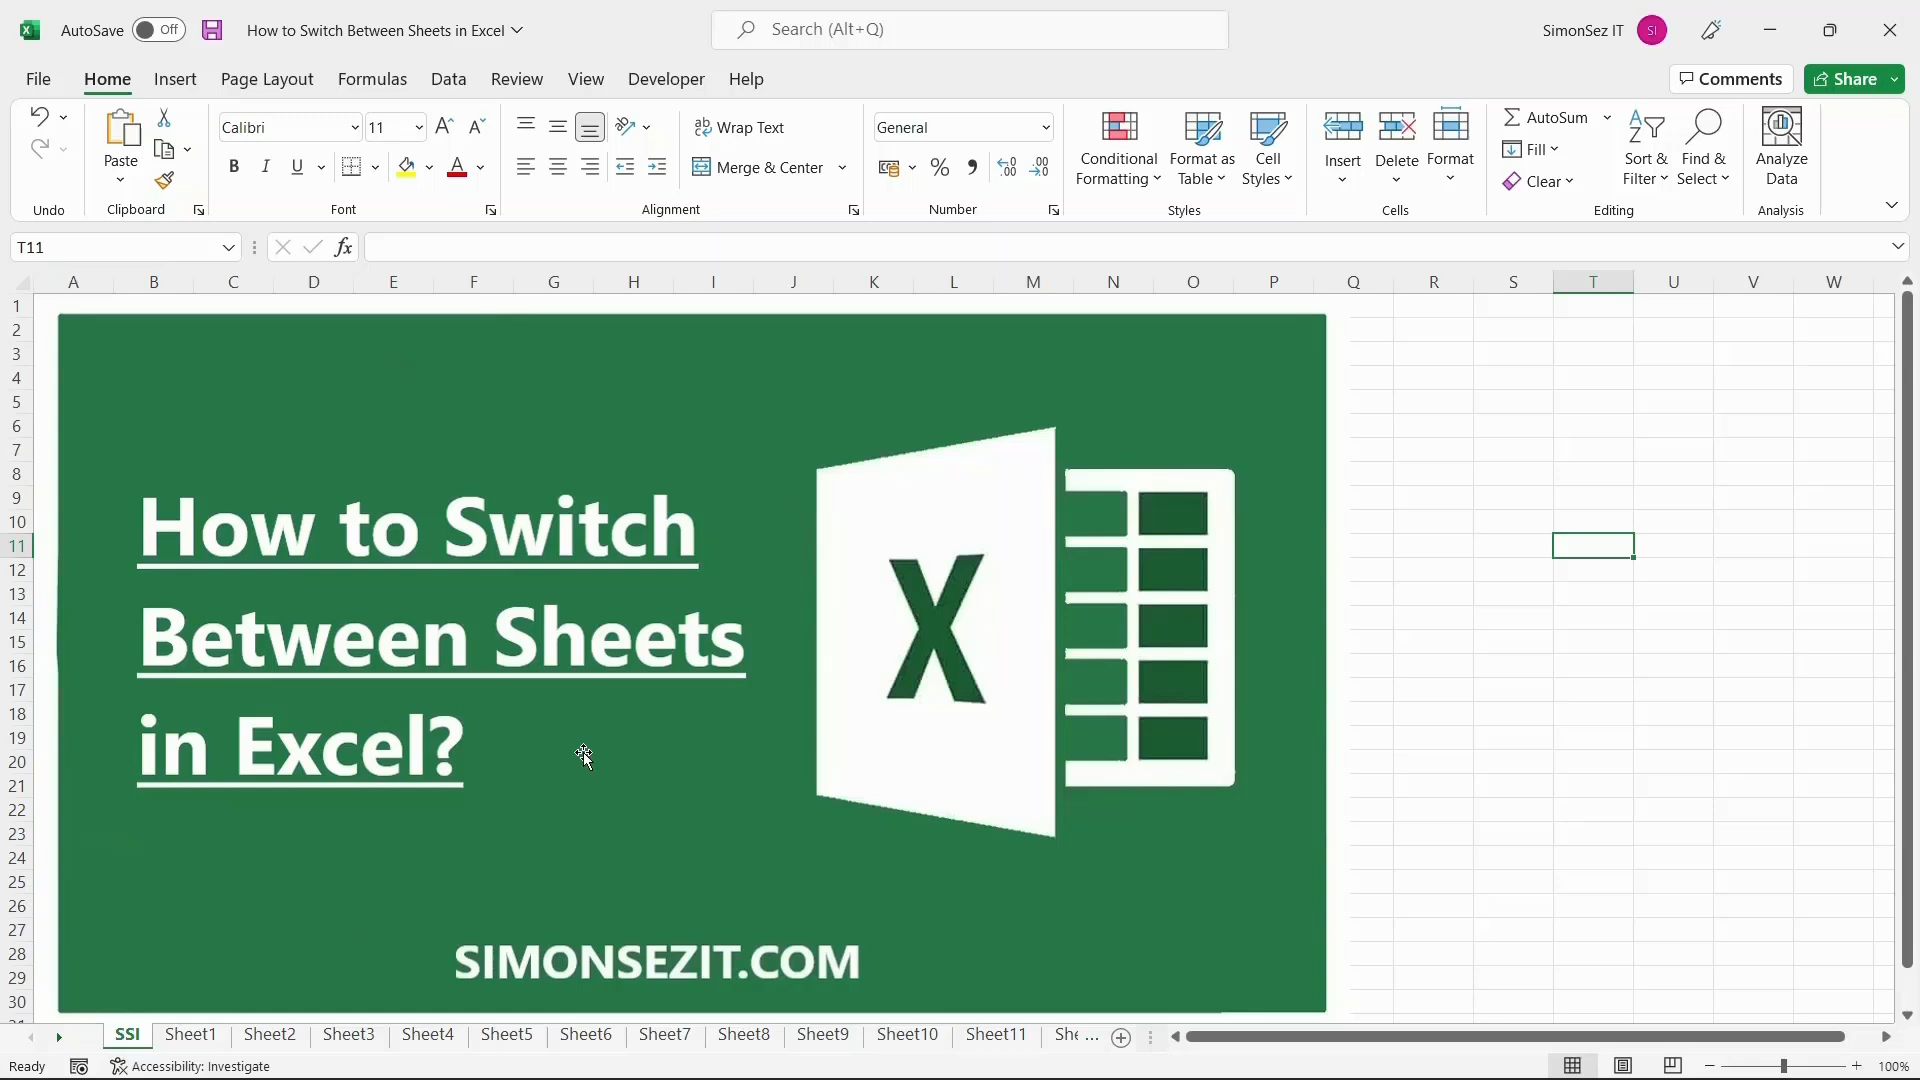 AutoSave Off How to Switch Between Sheets in Excel Search (Alt+Q) SimonSez IT SI
File Home Insert Page Layout Formulas Data Review View Developer Help Comments Share
Calibri 11 Wrap Text General AutoSum
Paste B I U A Merge & Center % Conditional Formatting Format as Table Cell Styles Insert Delete Format Fill Sort & Filter Find & Select Analyze Data
Clear
Undo Clipboard Font Alignment Number Styles Cells Editing Analysis
T11 fx
A B C D E F G H I J K L M N O P Q R S T U V W
1
2
3
4
5
6
7
8
9
10
11
12
13
14
15
16
17
18
19
20
21
22
23
24
25
26
27
28
29
30
How to Switch
Between Sheets
in Excel?
X
SIMONSEZIT.COM
SSI Sheet1 Sheet2 Sheet3 Sheet4 Sheet5 Sheet6 Sheet7 Sheet8 Sheet9 Sheet10 Sheet11 She ...
Ready Accessibility: Investigate 100%